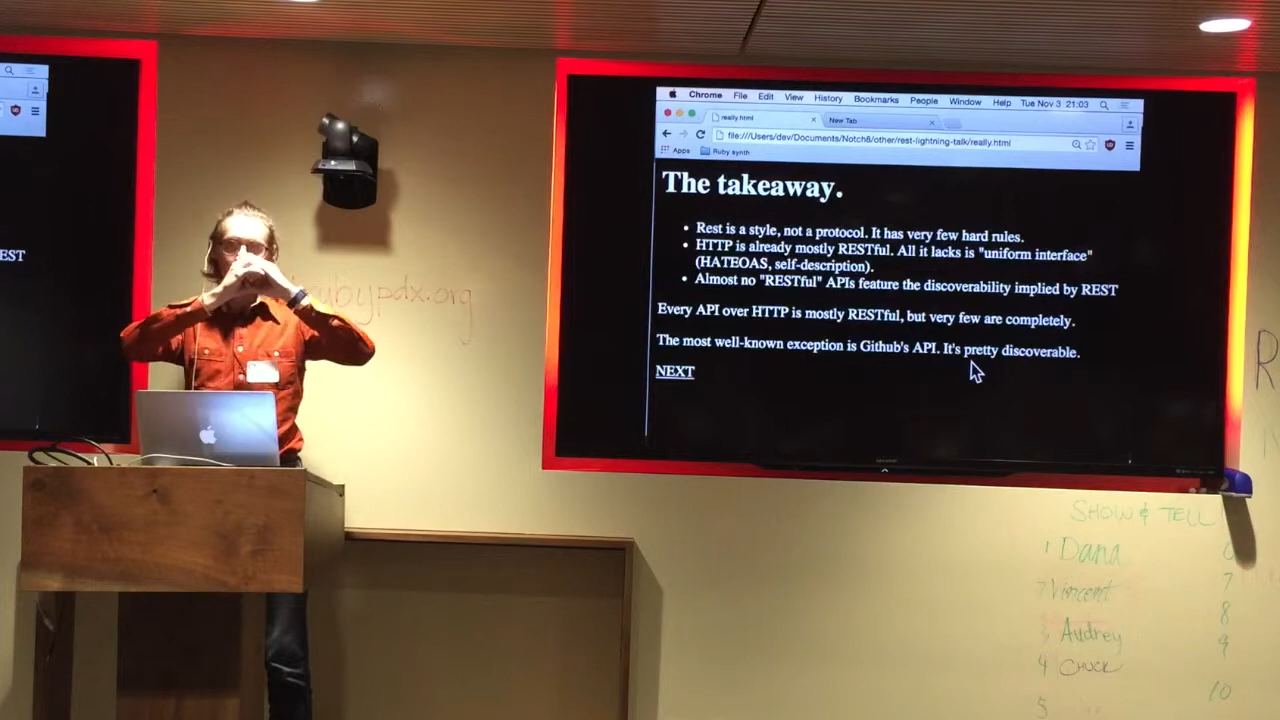 EST
rubypdx.org
Chrome File Edit View History Bookmarks People Window Help Tue Nov 3 21:03
really.html New Tab
file:///Users/dev/Documents/Notch8/other/rest-lightning-talk/really.html
Apps Ruby synth
The takeaway.
• Rest is a style, not a protocol. It has very few hard rules.
• HTTP is already mostly RESTful. All it lacks is "uniform interface"
(HATEOAS, self-description).
• Almost no "RESTful" APIs feature the discoverability implied by REST
Every API over HTTP is mostly RESTful, but very few are completely.
The most well-known exception is Github's API. It's pretty discoverable.
NEXT
R
SHOW & TELL
1 Dana
Vincent 7
8
Audrey 9
4 CHUCK
10
5